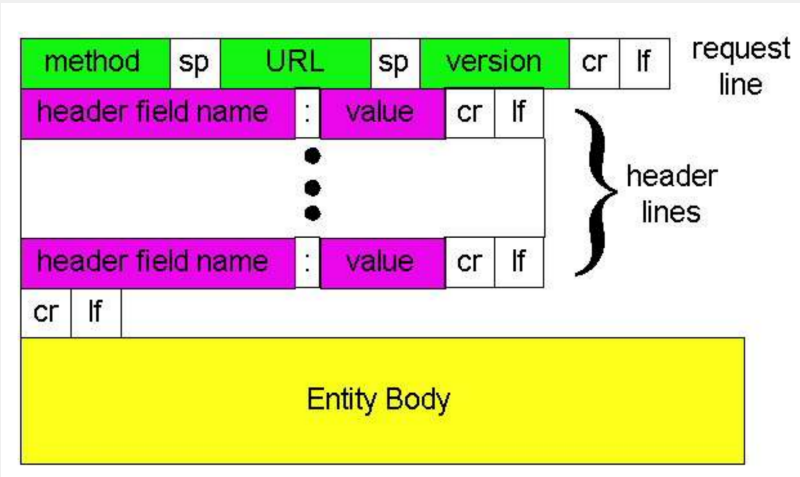 method sp URL sp version cr lf request line
header field name : value cr lf
header lines
header field name : value cr lf
cr lf
Entity Body